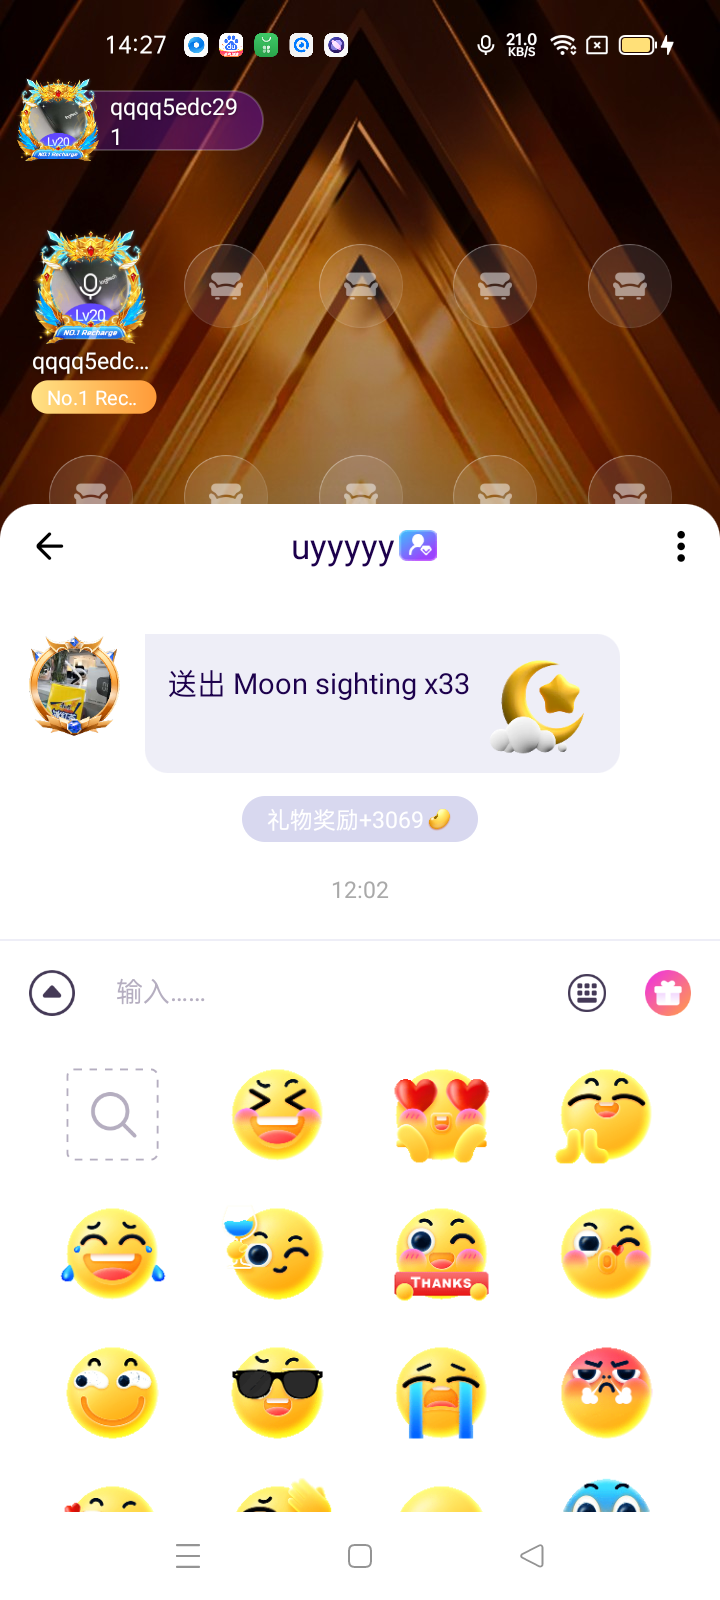 14:27
21.0
KB/S
qqqq5edc29
1
Lv20
NO.1 Recharge
Lv20
NO.1 Recharge
qqqq5edc...
No.1 Rec..
uyyyyy
送出 Moon sighting x33
礼物奖励+3069
12:02
输入......
THANKS